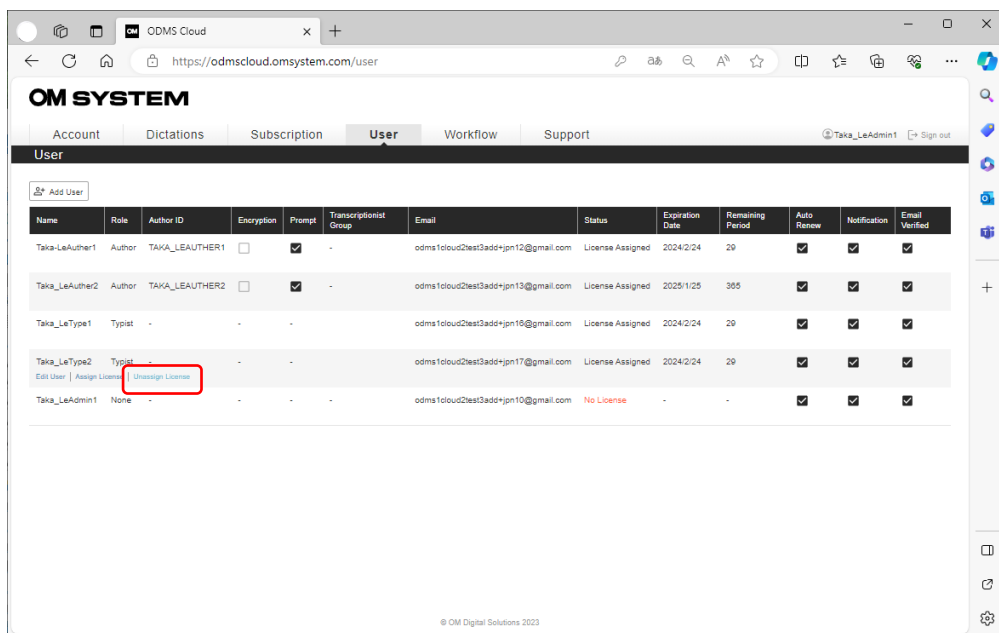 OM ODMS Cloud
https://odmscloud.omsystem.com/user
OM SYSTEM
Account Dictations Subscription User Workflow Support Taka_LeAdmin1 Sign out
User
Add User
Name Role Author ID Encryption Prompt Transcriptionist Group Email Status Expiration Date Remaining Period Auto Renew Notification Email Verified
Taka-LeAuther1 Author TAKA_LEAUTHER1 - odms1cloud2test3add+jpn12@gmail.com License Assigned 2024/2/24 29
Taka_LeAuther2 Author TAKA_LEAUTHER2 - odms1cloud2test3add+jpn13@gmail.com License Assigned 2025/1/25 365
Taka_LeType1 Typist - - - odms1cloud2test3add+jpn16@gmail.com License Assigned 2024/2/24 29
Taka_LeType2 Typist - - - odms1cloud2test3add+jpn17@gmail.com License Assigned 2024/2/24 29
Edit User | Assign License | Unassign License
Taka_LeAdmin1 None - - - - odms1cloud2test3add+jpn10@gmail.com No License - -
© OM Digital Solutions 2023